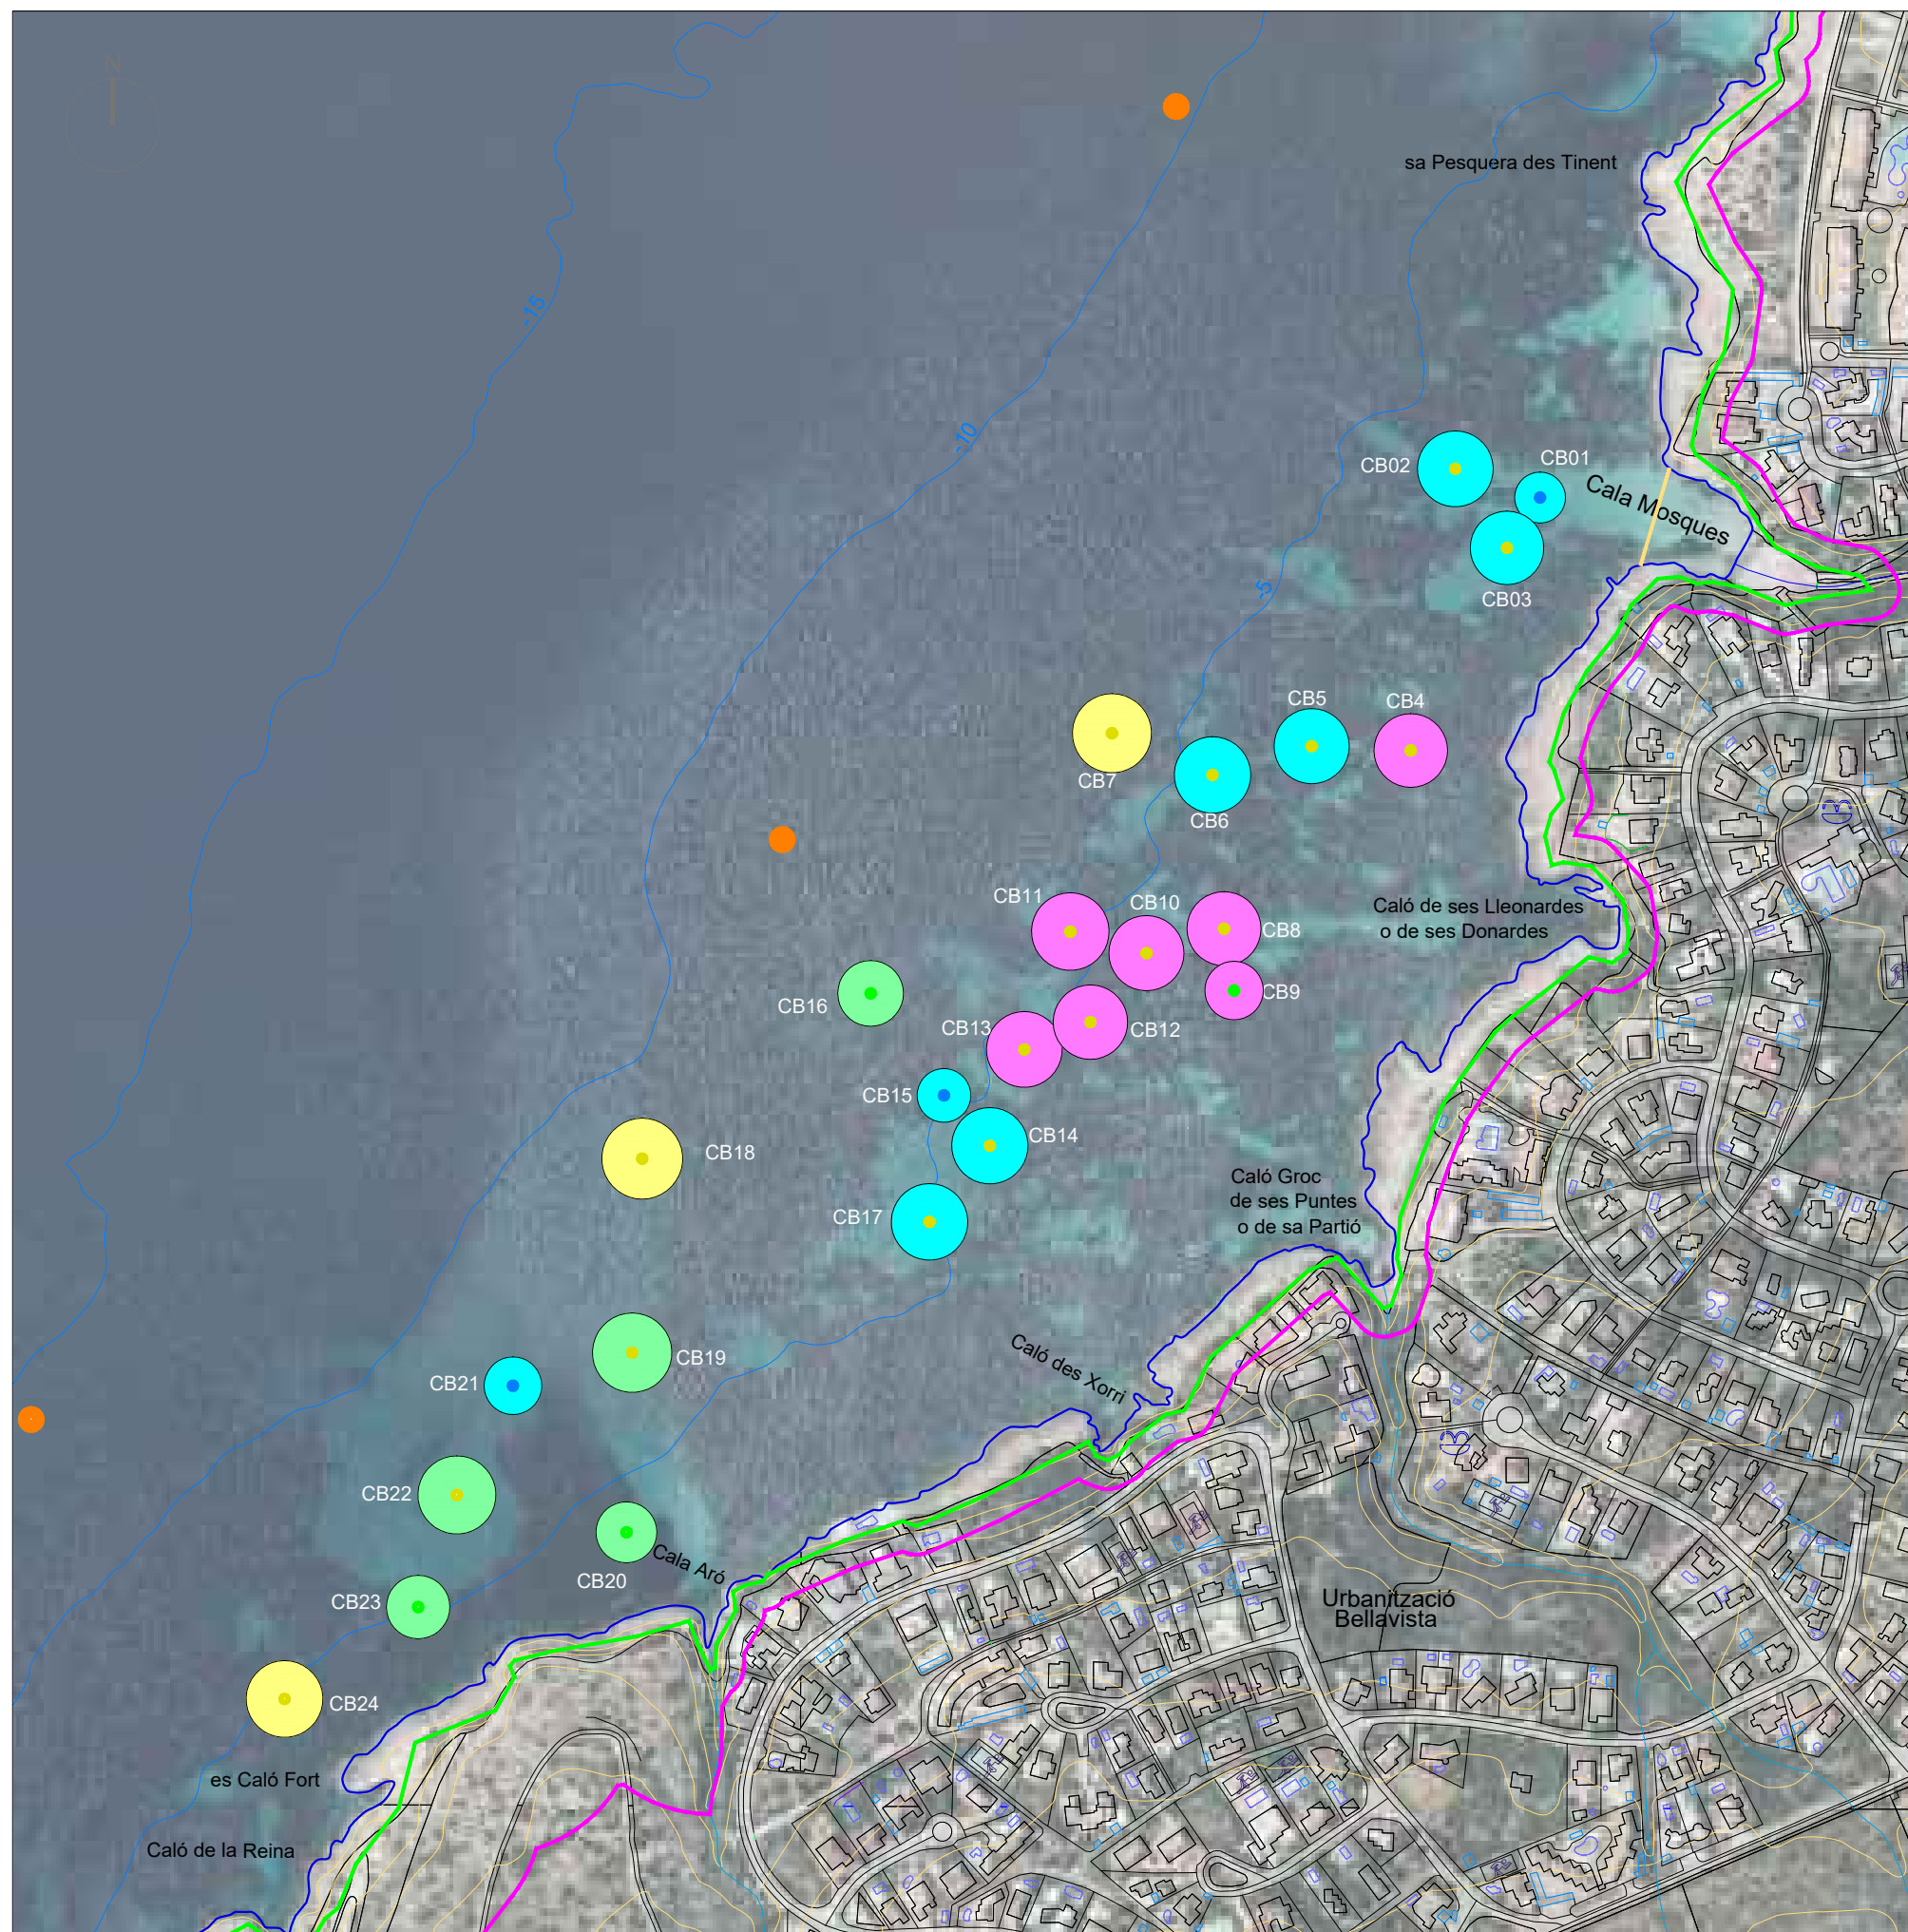 N
sa Pesquera des Tinent
-15
-10
CB02
CB01
Cala Mosques
CB03
-5
CB5
CB4
CB7
CB6
CB11
CB10
Caló de ses Lleonardes
o de ses Donardes
CB8
CB16
CB9
CB13
CB12
CB15
CB14
CB18
Caló Groc
de ses Puntes
o de sa Partió
CB17
Caló des Xorri
CB19
CB21
CB22
Cala Aró
CB20
CB23
Urbanització
Bellavista
CB24
es Caló Fort
Caló de la Reina